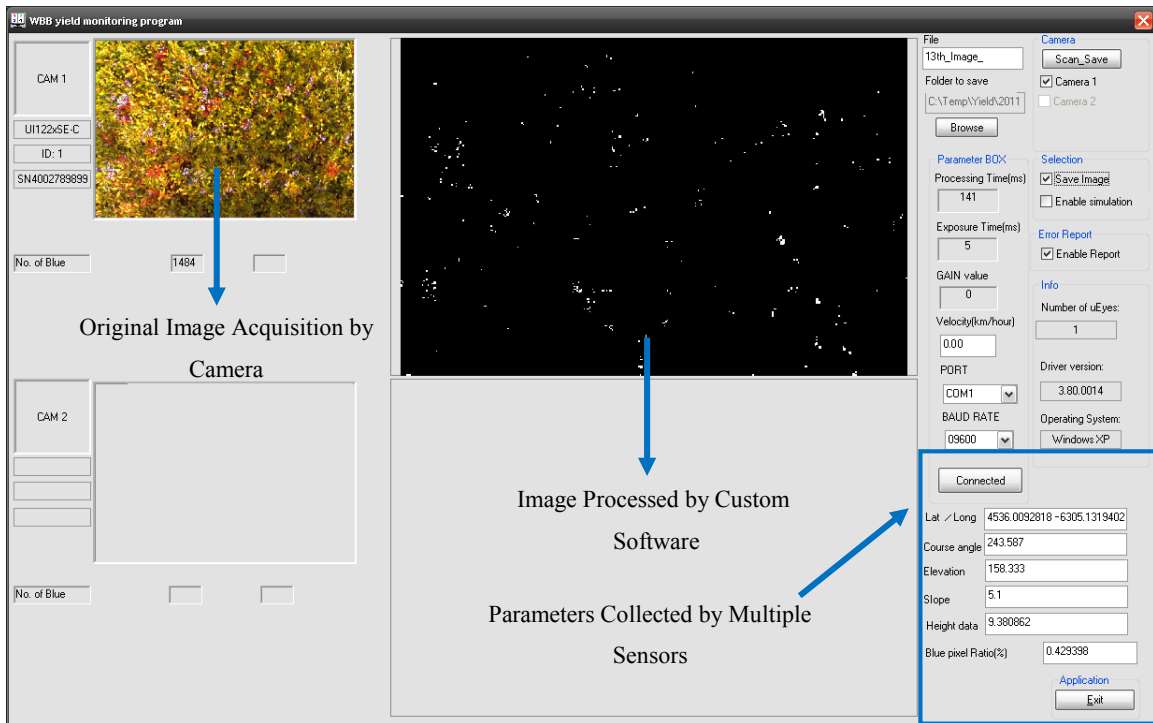 WBB yield monitoring program
CAM 1
UI122xSE-C
ID: 1
SN4002789899
No. of Blue
1484
Original Image Acquisition by
Camera
CAM 2
No. of Blue
Image Processed by Custom
Software
Parameters Collected by Multiple
Sensors
File
13th_Image_
Folder to save
C:\Temp\Yield\2011
Browse
Parameter BOX
Processing Time(ms)
141
Exposure Time(ms)
5
GAIN value
0
Velocity(km/hour)
0.00
PORT
COM1
BAUD RATE
09600
Camera
Scan_Save
Camera 1
Camera 2
Selection
Save Image
Enable simulation
Error Report
Enable Report
Info
Number of uEyes:
1
Driver version:
3.80.0014
Operating System:
Windows XP
Connected
Lat ／Long 4536.0092818 -6305.1319402
Course angle 243.587
Elevation 158.333
Slope 5.1
Height data 9.380862
Blue pixel Ratio(%) 0.429398
Application
Exit